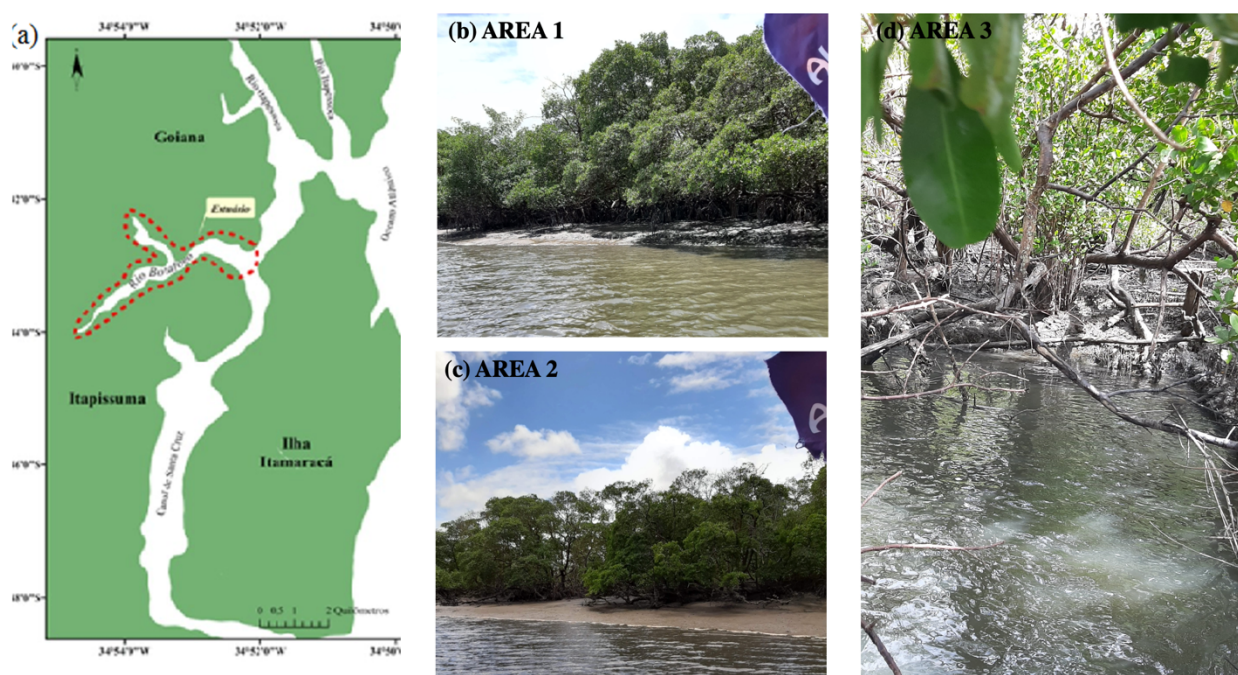 (a)
34°54'0"W
34°52'0"W
34°50'
Rio Itapessoca
Goiana
Oceano Atlântico
Estuário
Rio Botafogo
Itapissuma
Canal de Santa Cruz
Ilha
Itamaracá
0 0,5 1 2 Quilômetros
34°54'0"W
34°52'0"W
34°50'0
(b) AREA 1
(c) AREA 2
(d) AREA 3